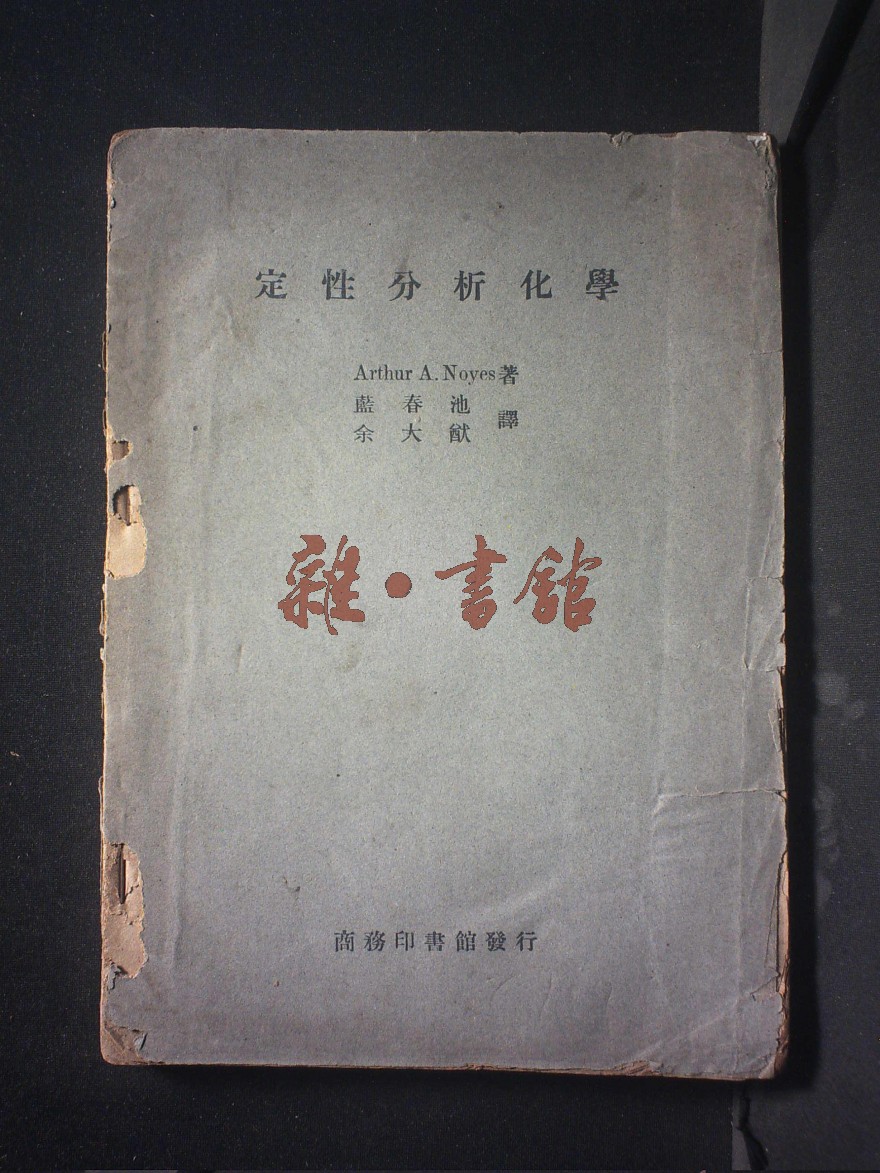 定性分析化學
Arthur A. Noyes著
藍春池
余大猷譯
雜·書館
商務印書館發行